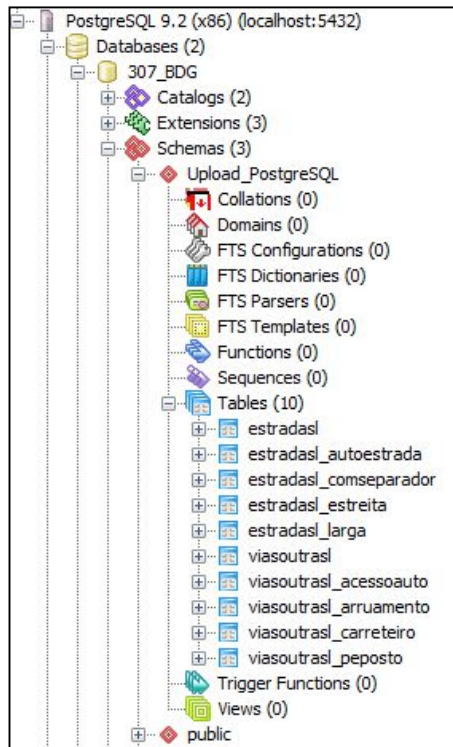 PostgreSQL 9.2 (x86) (localhost:5432)
Databases (2)
307_BDG
Catalogs (2)
Extensions (3)
Schemas (3)
Upload_PostgreSQL
Collations (0)
Domains (0)
FTS Configurations (0)
FTS Dictionaries (0)
FTS Parsers (0)
FTS Templates (0)
Functions (0)
Sequences (0)
Tables (10)
estradasl
estradasl_autoestrada
estradasl_comseparador
estradasl_estreita
estradasl_larga
viasoutrasl
viasoutrasl_acessoauto
viasoutrasl_arruamento
viasoutrasl_carreteiro
viasoutrasl_peposto
Trigger Functions (0)
Views (0)
public